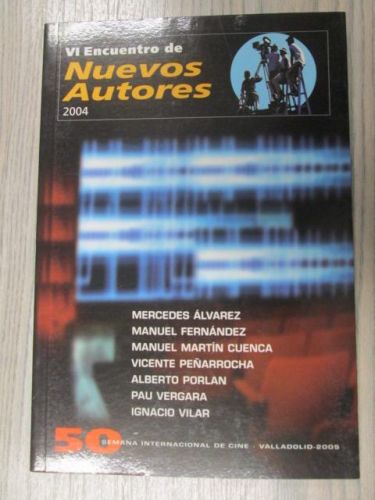 VI Encuentro de
Nuevos
Autores
2004
MERCEDES ÁLVAREZ
MANUEL FERNÁNDEZ
MANUEL MARTÍN CUENCA
VICENTE PEÑARROCHA
ALBERTO PORLAN
PAU VERGARA
IGNACIO VILAR
50 SEMANA INTERNACIONAL DE CINE - VALLADOLID-2005